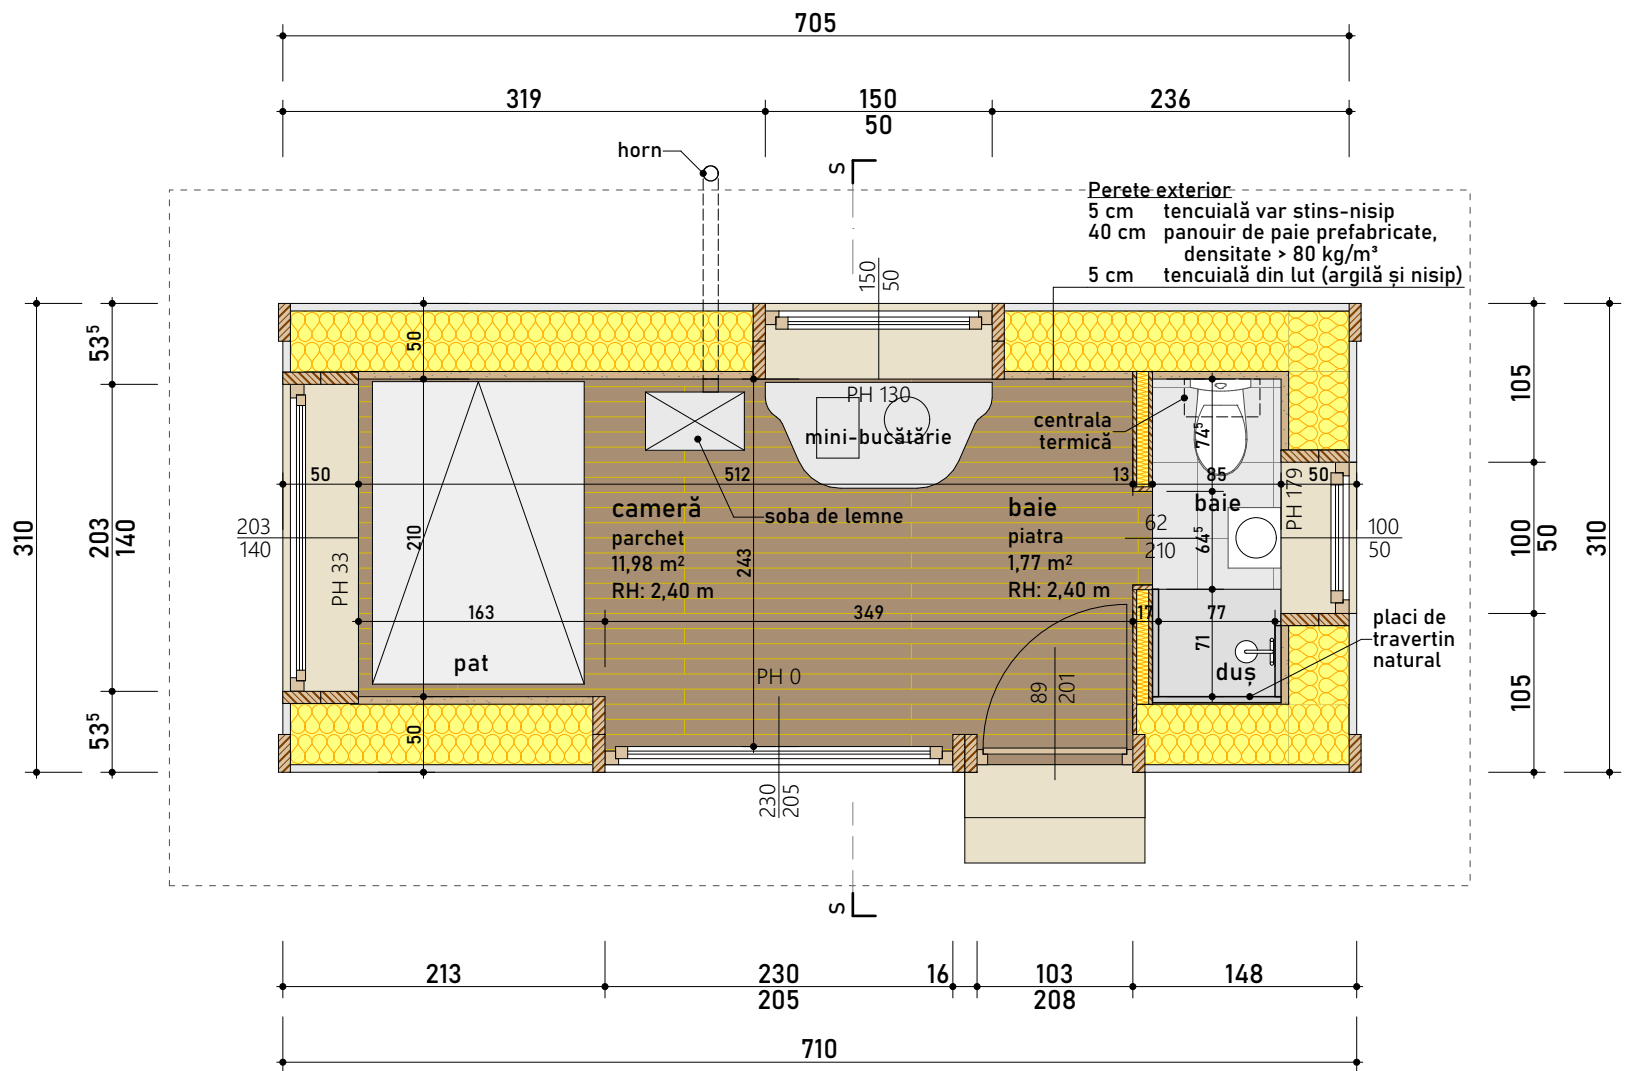 705
319
150
50
236
horn
S
Perete exterior
5 cm tencuială var stins-nisip
40 cm panouir de paie prefabricate,
densitate > 80 kg/m³
5 cm tencuială din lut (argilă și nisip)
150
50
310
53⁵
203
140
53⁵
50
PH 130
mini-bucătărie
centrala
termică
74⁵
105
100
50
105
310
50
512
13
85
50
PH 179
cameră
parchet
11,98 m²
RH: 2,40 m
soba de lemne
baie
piatra
1,77 m²
RH: 2,40 m
baie
62
210
64⁵
203
140
PH 33
210
243
100
50
163
349
17
77
71
placi de
travertin
natural
pat
duș
PH 0
89
201
50
230
205
S
213
230
205
16
103
208
148
710